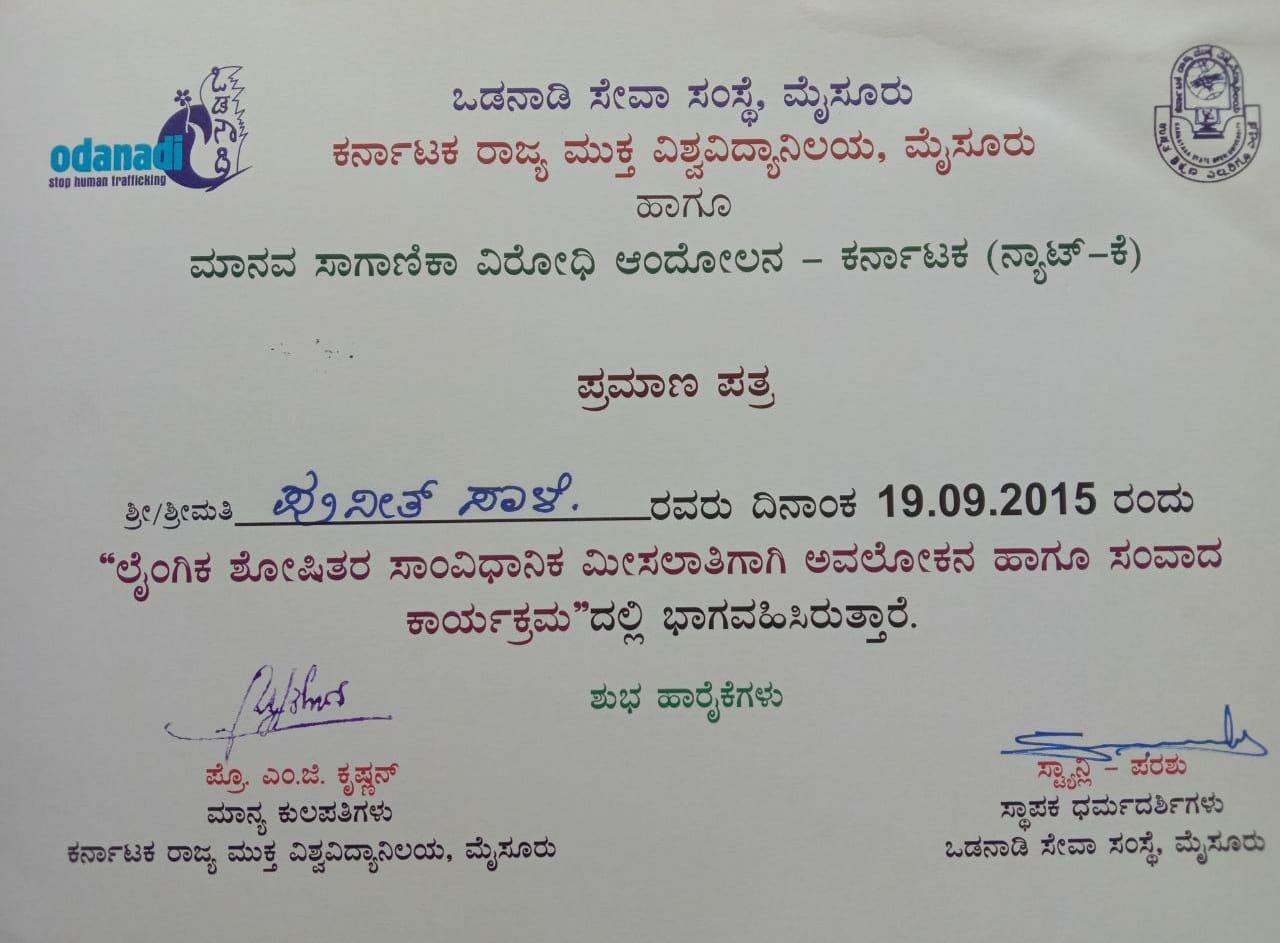 ಒಡನಾಡಿ
odanadi
stop human trafficking
ಒಡನಾಡಿ ಸೇವಾ ಸಂಸ್ಥೆ, ಮೈಸೂರು
ಕರ್ನಾಟಕ ರಾಜ್ಯ ಮುಕ್ತ ವಿಶ್ವವಿದ್ಯಾನಿಲಯ, ಮೈಸೂರು
ಹಾಗೂ
ಮಾನವ ಸಾಗಾಣಿಕಾ ವಿರೋಧಿ ಆಂದೋಲನ – ಕರ್ನಾಟಕ (ನ್ಯಾಟ್-ಕೆ)
ಪ್ರಮಾಣ ಪತ್ರ
ಶ್ರೀ/ಶ್ರೀಮತಿ ಪುನೀತ್ ಸಾಳೆ. ರವರು ದಿನಾಂಕ 19.09.2015 ರಂದು
“ಲೈಂಗಿಕ ಶೋಷಿತರ ಸಾಂವಿಧಾನಿಕ ಮೀಸಲಾತಿಗಾಗಿ ಅವಲೋಕನ ಹಾಗೂ ಸಂವಾದ
ಕಾರ್ಯಕ್ರಮ”ದಲ್ಲಿ ಭಾಗವಹಿಸಿರುತ್ತಾರೆ.
ಶುಭ ಹಾರೈಕೆಗಳು
ಪ್ರೊ. ಎಂ.ಜಿ. ಕೃಷ್ಣನ್
ಮಾನ್ಯ ಕುಲಪತಿಗಳು
ಕರ್ನಾಟಕ ರಾಜ್ಯ ಮುಕ್ತ ವಿಶ್ವವಿದ್ಯಾನಿಲಯ, ಮೈಸೂರು
ಸ್ಟ್ಯಾನ್ಲಿ – ಪರಶು
ಸ್ಥಾಪಕ ಧರ್ಮದರ್ಶಿಗಳು
ಒಡನಾಡಿ ಸೇವಾ ಸಂಸ್ಥೆ, ಮೈಸೂರು